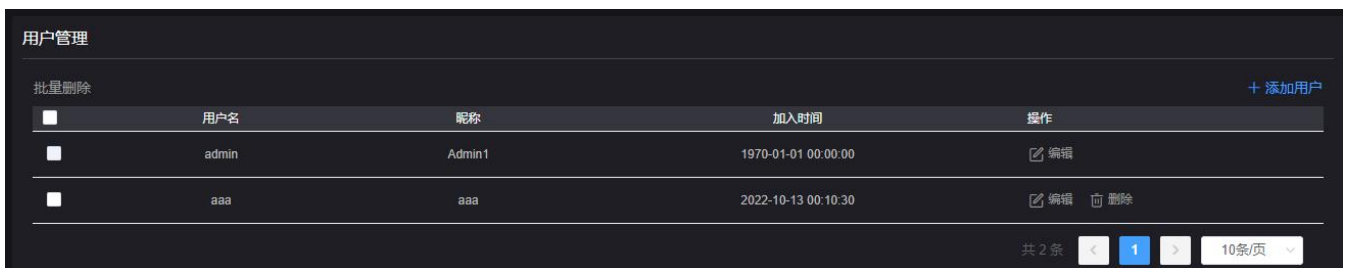 用户管理
批量删除 + 添加用户
用户名 昵称 加入时间 操作
admin Admin1 1970-01-01 00:00:00 编辑
aaa aaa 2022-10-13 00:10:30 编辑 删除
共 2 条 < 1 > 10条/页